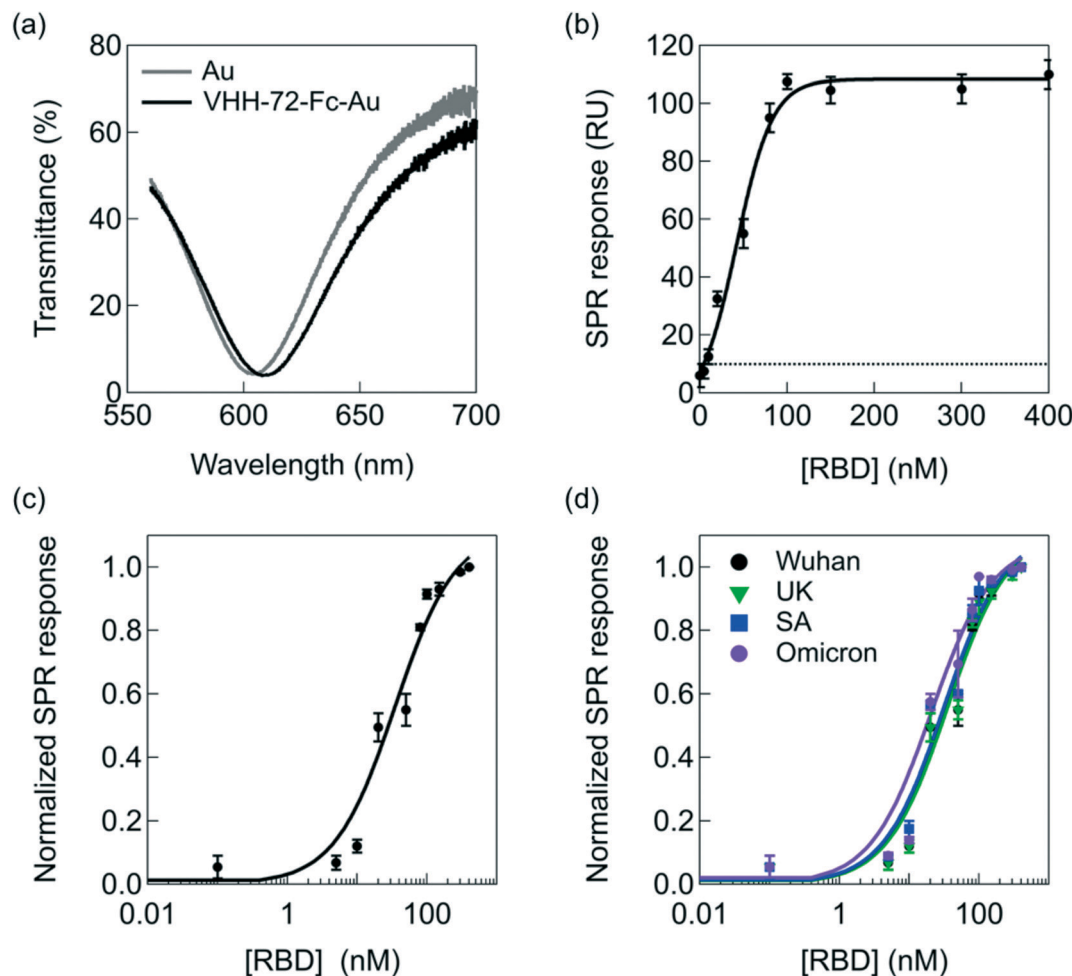 (a)
80
60
40
20
0
Transmittance (%)
Au
VHH-72-Fc-Au
550 600 650 700
Wavelength (nm)
(b)
120
100
80
60
40
20
0
SPR response (RU)
0 100 200 300 400
[RBD] (nM)
(c)
1.0
0.8
0.6
0.4
0.2
0.0
Normalized SPR response
0.01 1 100
[RBD] (nM)
(d)
1.0
0.8
0.6
0.4
0.2
0.0
Normalized SPR response
Wuhan
UK
SA
Omicron
0.01 1 100
[RBD] (nM)